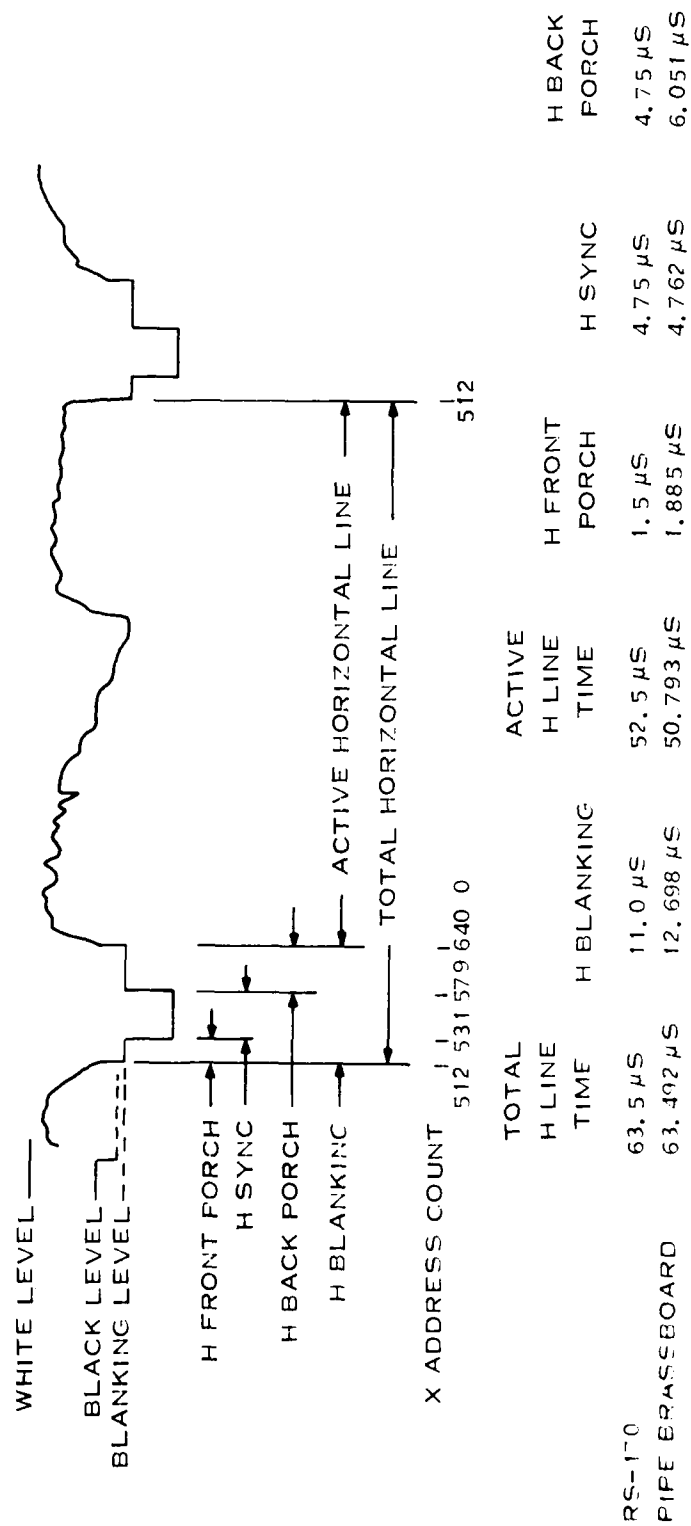 WHITE LEVEL
BLACK LEVEL
BLANKING LEVEL
H FRONT PORCH
H SYNC
H BACK PORCH
H BLANKING
ACTIVE HORIZONTAL LINE
TOTAL HORIZONTAL LINE
X ADDRESS COUNT
512 531 579 640 0
512
TOTAL
H LINE
TIME
H BLANKING
ACTIVE
H LINE
TIME
H FRONT
PORCH
H SYNC
H BACK
PORCH
RS-170 63.5 µS 11.0 µS 52.5 µS 1.5 µS 4.75 µS 4.75 µS
PIPE BRASSBOARD 63.492 µS 12.698 µS 50.793 µS 1.885 µS 4.762 µS 6.051 µS